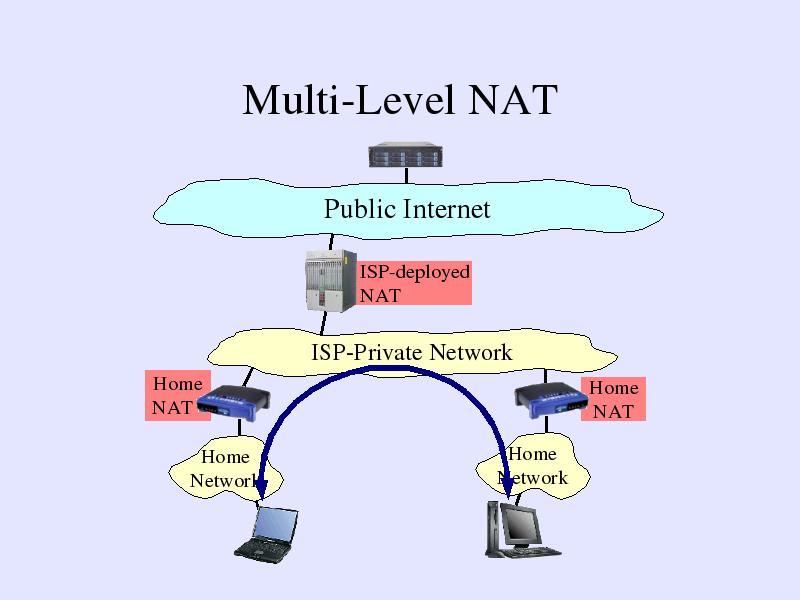 Multi-Level NAT
Public Internet
ISP-deployed
NAT
ISP-Private Network
Home
NAT
Home
NAT
Home
Network
Home
Network